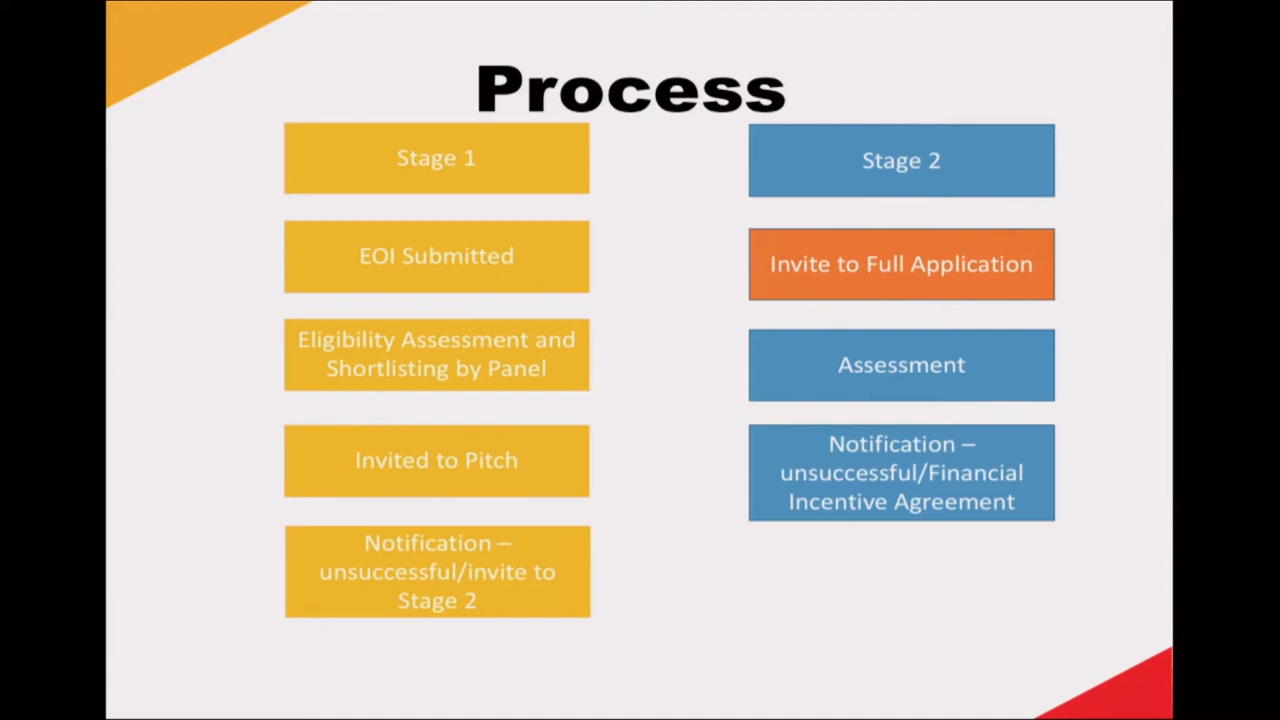 Process
Stage 1
EOI Submitted
Eligibility Assessment and
Shortlisting by Panel
Invited to Pitch
Notification –
unsuccessful/invite to
Stage 2
Stage 2
Invite to Full Application
Assessment
Notification –
unsuccessful/Financial
Incentive Agreement